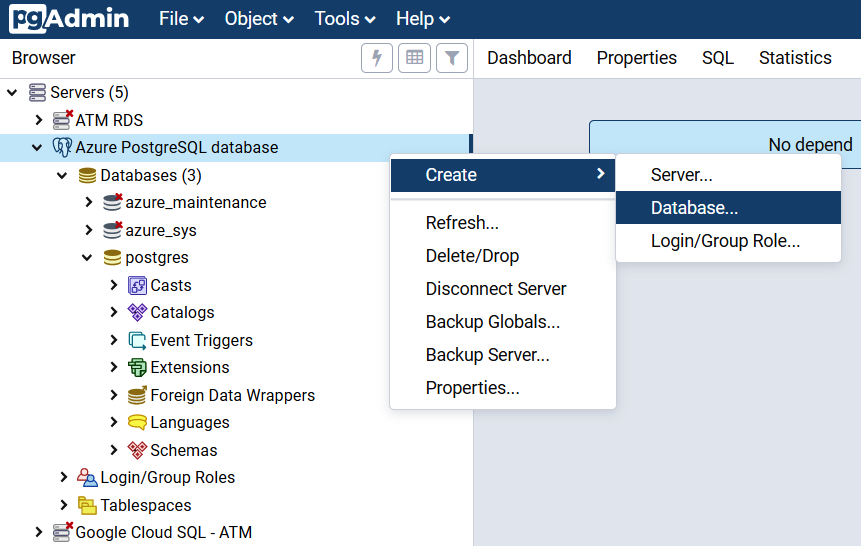 pgAdmin File Object Tools Help
Browser
Dashboard Properties SQL Statistics
Servers (5)
ATM RDS
Azure PostgreSQL database
Databases (3)
azure_maintenance
azure_sys
postgres
Casts
Catalogs
Event Triggers
Extensions
Foreign Data Wrappers
Languages
Schemas
Login/Group Roles
Tablespaces
Google Cloud SQL - ATM
No depend
Create
Refresh...
Delete/Drop
Disconnect Server
Backup Globals...
Backup Server...
Properties...
Server...
Database...
Login/Group Role...